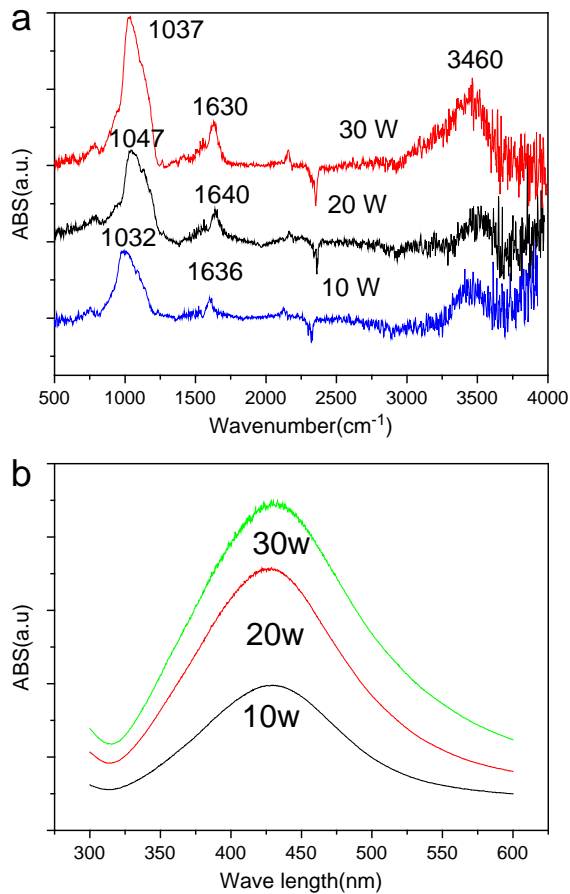 a
1037
3460
1630
30 W
1047
20 W
1640
1032
1636
10 W
ABS(a.u.)
500 1000 1500 2000 2500 3000 3500 4000
Wavenumber(cm⁻¹)
b
30w
20w
10w
ABS(a.u)
300 350 400 450 500 550 600
Wave length(nm)